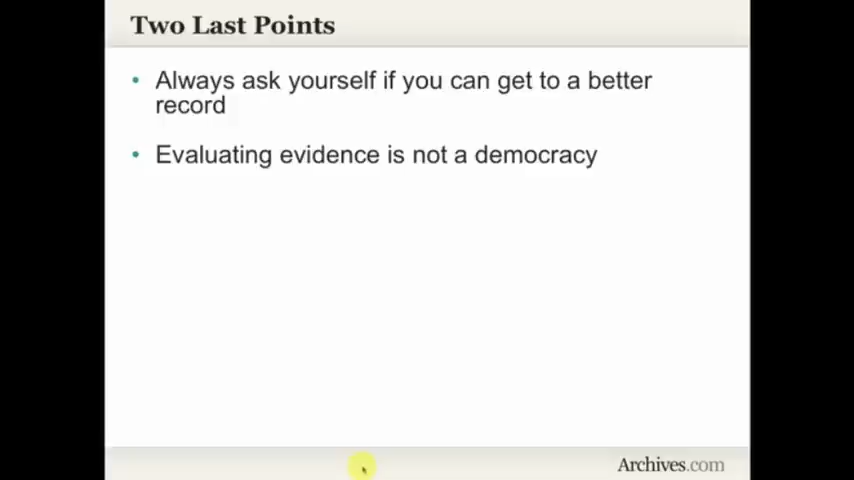 Two Last Points
• Always ask yourself if you can get to a better
record
• Evaluating evidence is not a democracy
Archives.com